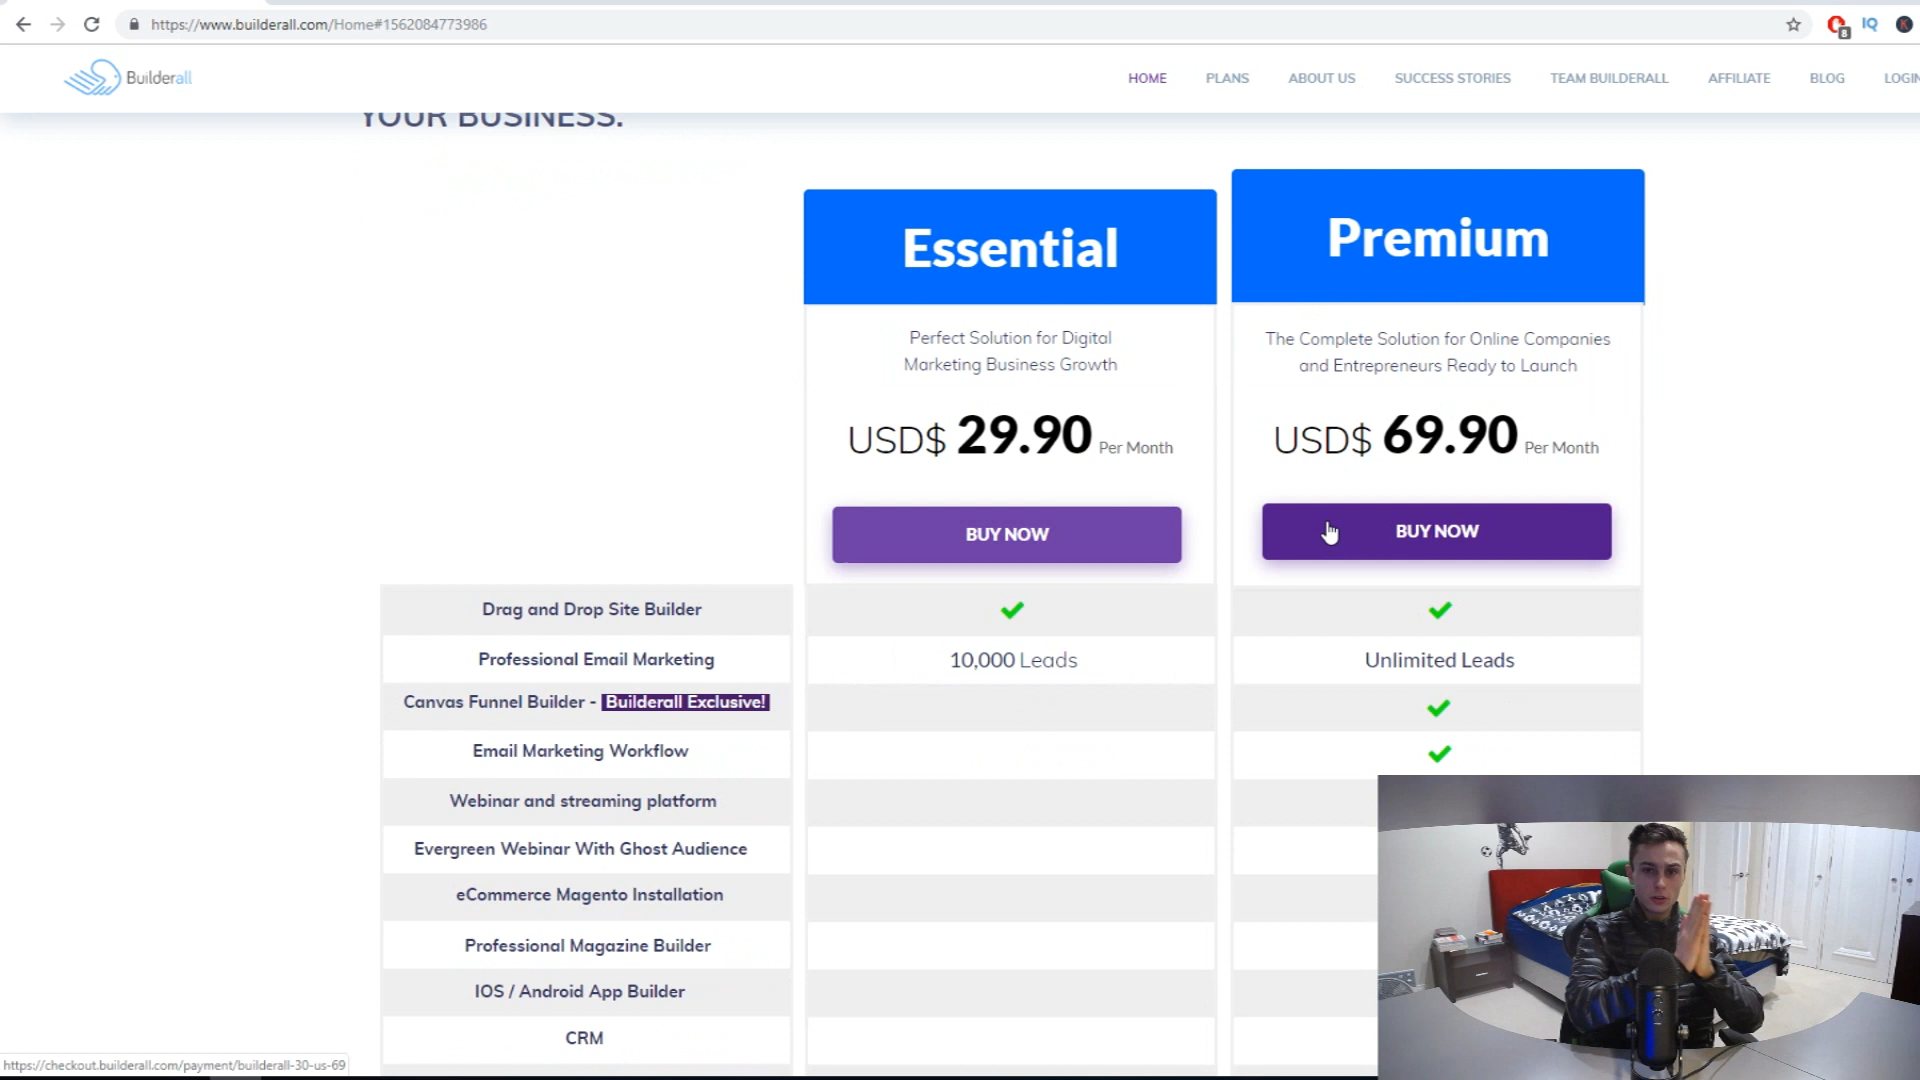 https://www.builderall.com/Home#1562084773986
8
IQ
K
Builderall
HOME
PLANS
ABOUT US
SUCCESS STORIES
TEAM BUILDERALL
AFFILIATE
BLOG
LOGIN
YOUR BUSINESS.
Essential
Perfect Solution for Digital
Marketing Business Growth
USD$ 29.90 Per Month
BUY NOW
Premium
The Complete Solution for Online Companies
and Entrepreneurs Ready to Launch
USD$ 69.90 Per Month
BUY NOW
Drag and Drop Site Builder
Professional Email Marketing
10,000 Leads
Unlimited Leads
Canvas Funnel Builder - Builderall Exclusive!
Email Marketing Workflow
Webinar and streaming platform
Evergreen Webinar With Ghost Audience
eCommerce Magento Installation
Professional Magazine Builder
IOS / Android App Builder
CRM
https://checkout.builderall.com/payment/builderall-30-us-69